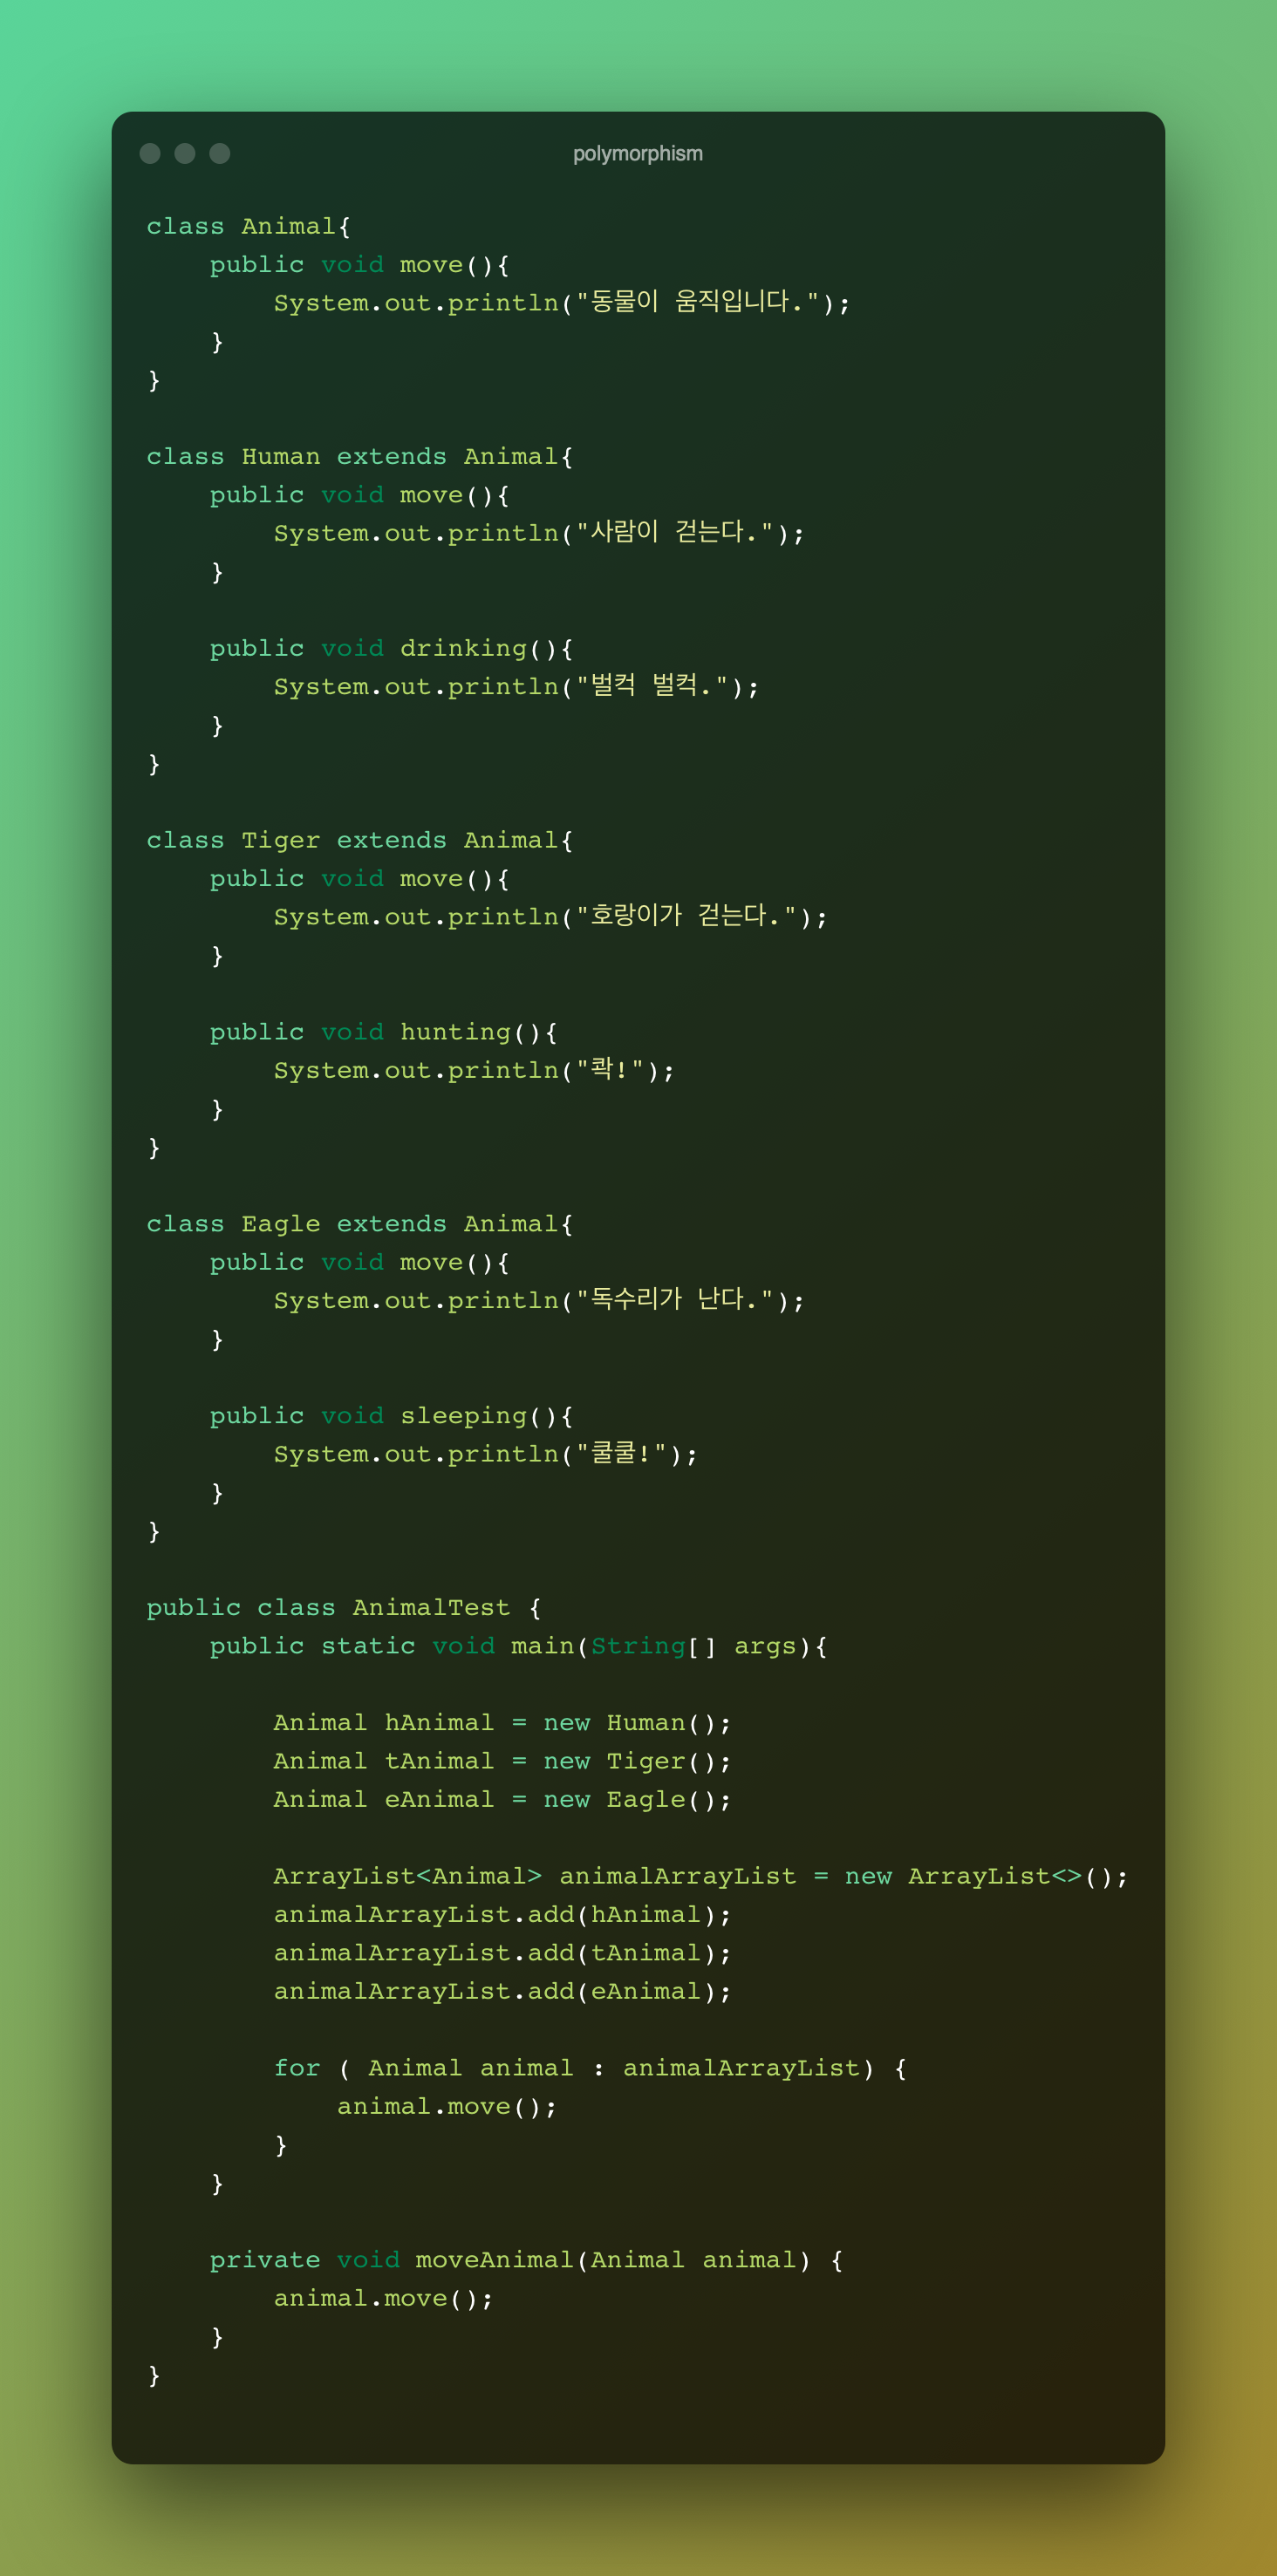 polymorphism
class Animal{
    public void move(){
        System.out.println("동물이 움직입니다.");
    }
}

class Human extends Animal{
    public void move(){
        System.out.println("사람이 걷는다.");
    }

    public void drinking(){
        System.out.println("벌컥 벌컥.");
    }
}

class Tiger extends Animal{
    public void move(){
        System.out.println("호랑이가 걷는다.");
    }

    public void hunting(){
        System.out.println("콱!");
    }
}

class Eagle extends Animal{
    public void move(){
        System.out.println("독수리가 난다.");
    }

    public void sleeping(){
        System.out.println("쿨쿨!");
    }
}

public class AnimalTest {
    public static void main(String[] args){

        Animal hAnimal = new Human();
        Animal tAnimal = new Tiger();
        Animal eAnimal = new Eagle();

        ArrayList<Animal> animalArrayList = new ArrayList<>();
        animalArrayList.add(hAnimal);
        animalArrayList.add(tAnimal);
        animalArrayList.add(eAnimal);

        for ( Animal animal : animalArrayList) {
            animal.move();
        }
    }

    private void moveAnimal(Animal animal) {
        animal.move();
    }
}